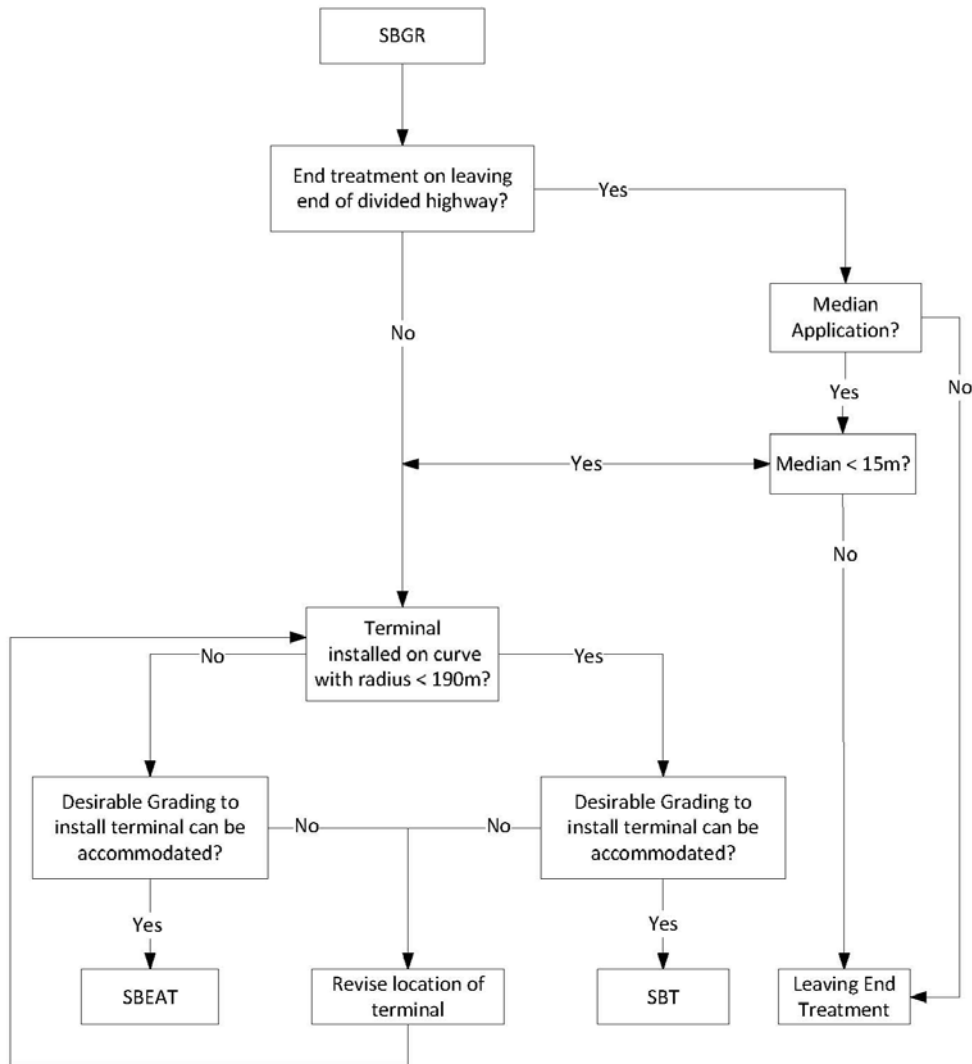 SBGR
End treatment on leaving
end of divided highway?
Yes
Median
Application?
No
Yes
No
Median < 15m?
Yes
No
Terminal
installed on curve
with radius < 190m?
No
Yes
Desirable Grading to
install terminal can be
accommodated?
No
No
Desirable Grading to
install terminal can be
accommodated?
Yes
Yes
SBEAT
Revise location of
terminal
SBT
Leaving End
Treatment